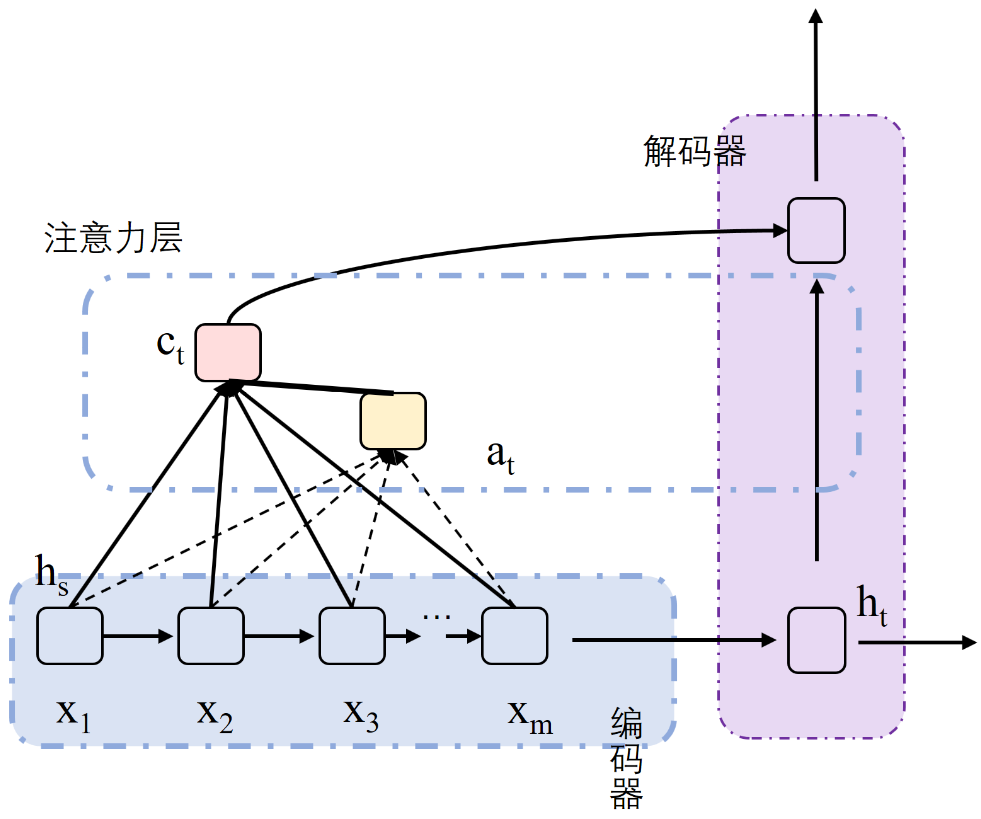 解码器
注意力层
c_t
a_t
h_s
...
h_t
x_1
x_2
x_3
x_m
编码器